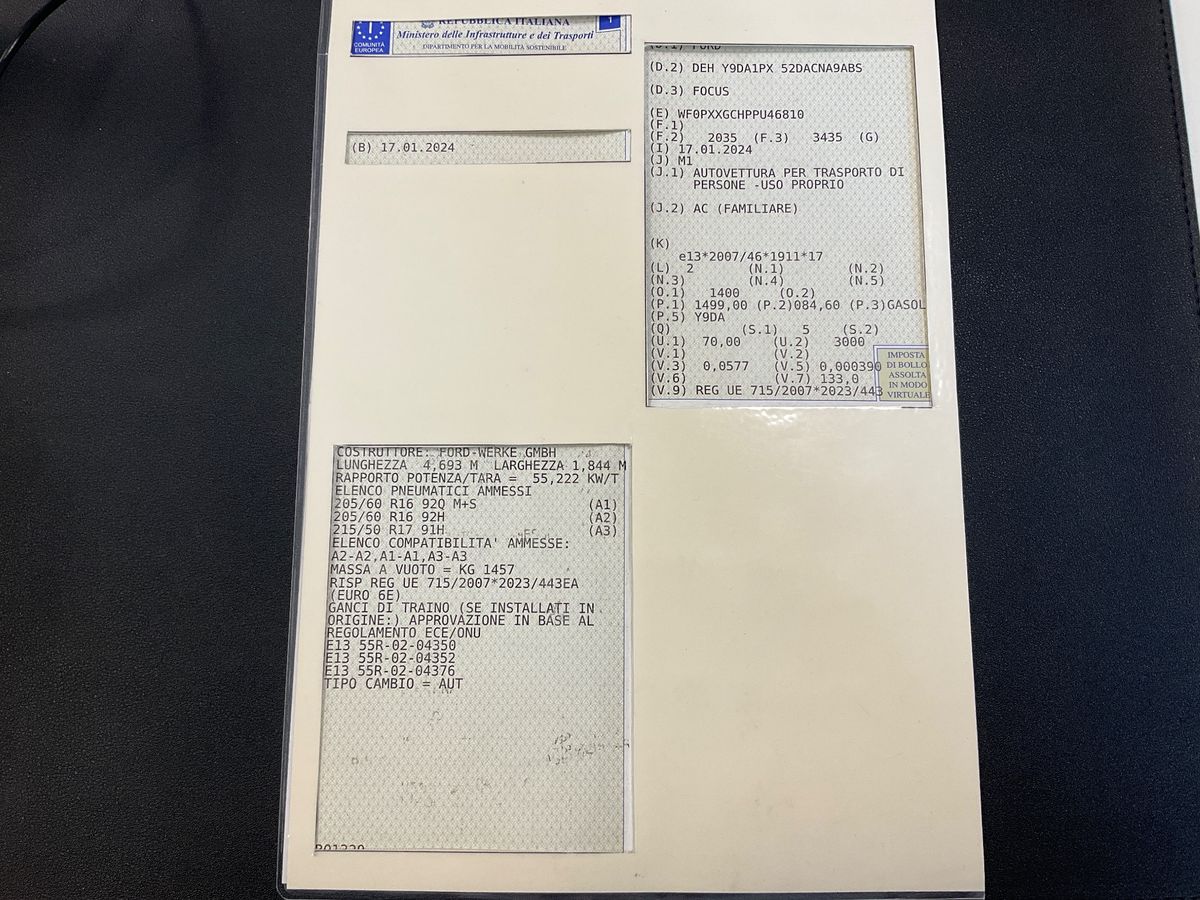 REPUBBLICA ITALIANA
Ministero delle Infrastrutture e dei Trasporti
DIPARTIMENTO PER LA MOBILITÀ SOSTENIBILE
I
COMUNITÀ
EUROPEA
1
(B) 17.01.2024
COSTRUTTORE: FORD-WERKE GMBH
LUNGHEZZA 4,693 M LARGHEZZA 1,844 M
RAPPORTO POTENZA/TARA = 55,222 KW/T
ELENCO PNEUMATICI AMMESSI
205/60 R16 92Q M+S (A1)
205/60 R16 92H (A2)
215/50 R17 91H (A3)
ELENCO COMPATIBILITA' AMMESSE:
A2-A2,A1-A1,A3-A3
MASSA A VUOTO = KG 1457
RISP REG UE 715/2007*2023/443EA
(EURO 6E)
GANCI DI TRAINO (SE INSTALLATI IN
ORIGINE:) APPROVAZIONE IN BASE AL
REGOLAMENTO ECE/ONU
E13 55R-02-04350
E13 55R-02-04352
E13 55R-02-04376
TIPO CAMBIO = AUT
(D.1) FORD
(D.2) DEH Y9DA1PX 52DACNA9ABS
(D.3) FOCUS
(E) WF0PXXGCHPPU46810
(F.1)
(F.2) 2035 (F.3) 3435 (G)
(I) 17.01.2024
(J) M1
(J.1) AUTOVETTURA PER TRASPORTO DI
PERSONE -USO PROPRIO
(J.2) AC (FAMILIARE)
(K)
e13*2007/46*1911*17
(L) 2 (N.1) (N.2)
(N.3) (N.4) (N.5)
(O.1) 1400 (O.2)
(P.1) 1499,00 (P.2)084,60 (P.3)GASOL
(P.5) Y9DA
(Q) (S.1) 5 (S.2)
(U.1) 70,00 (U.2) 3000
(V.1) (V.2)
(V.3) 0,0577 (V.5) 0,000390
(V.6) (V.7) 133,0
(V.9) REG UE 715/2007*2023/443
IMPOSTA
DI BOLLO
ASSOLTA
IN MODO
VIRTUALE